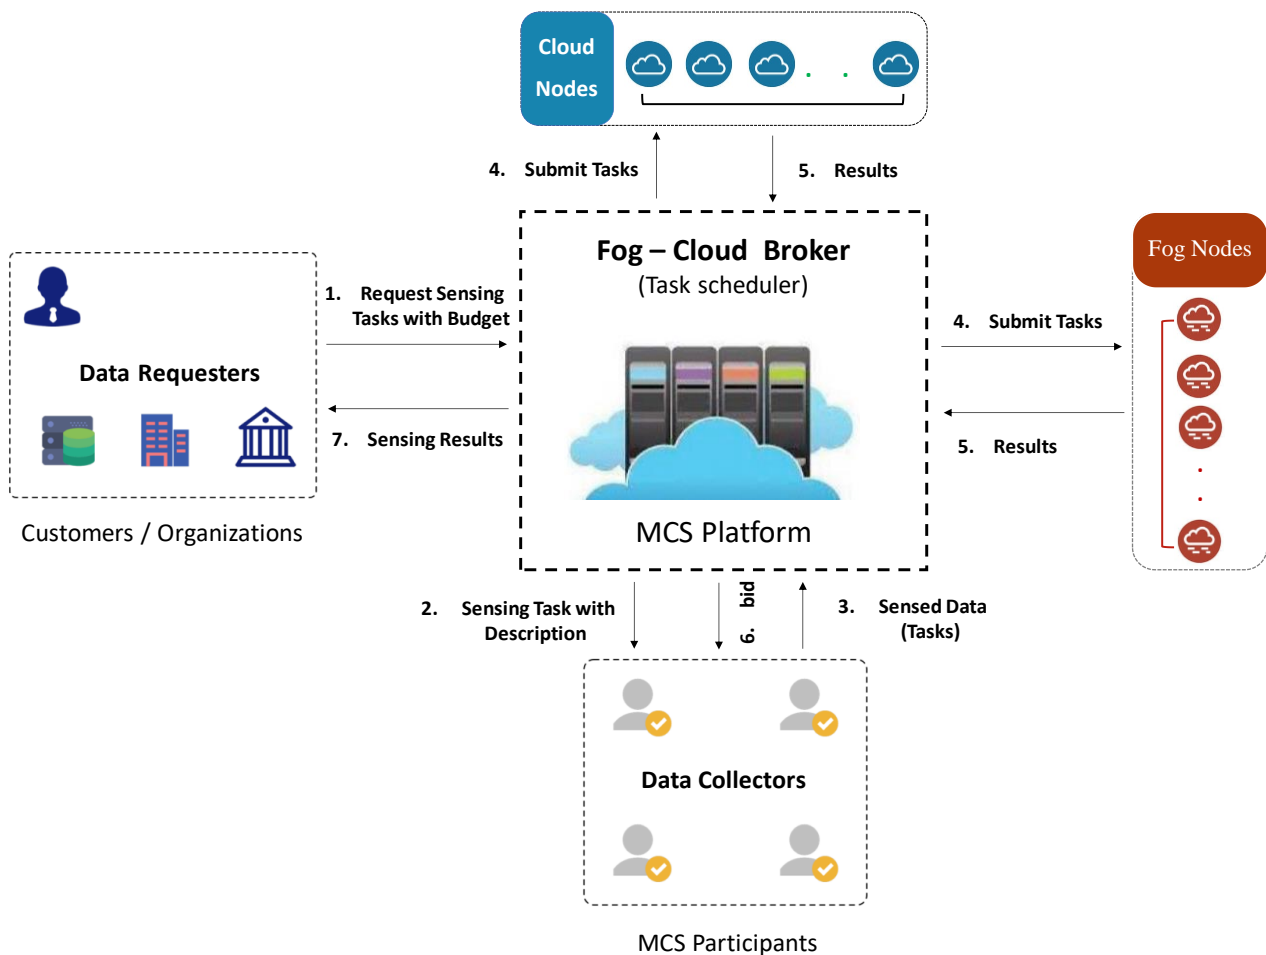 Cloud
Nodes
4. Submit Tasks
5. Results
Fog – Cloud Broker
(Task scheduler)
MCS Platform
Fog Nodes
1. Request Sensing
Tasks with Budget
Data Requesters
7. Sensing Results
Customers / Organizations
4. Submit Tasks
5. Results
2. Sensing Task with
Description
6. bid
3. Sensed Data
(Tasks)
Data Collectors
MCS Participants